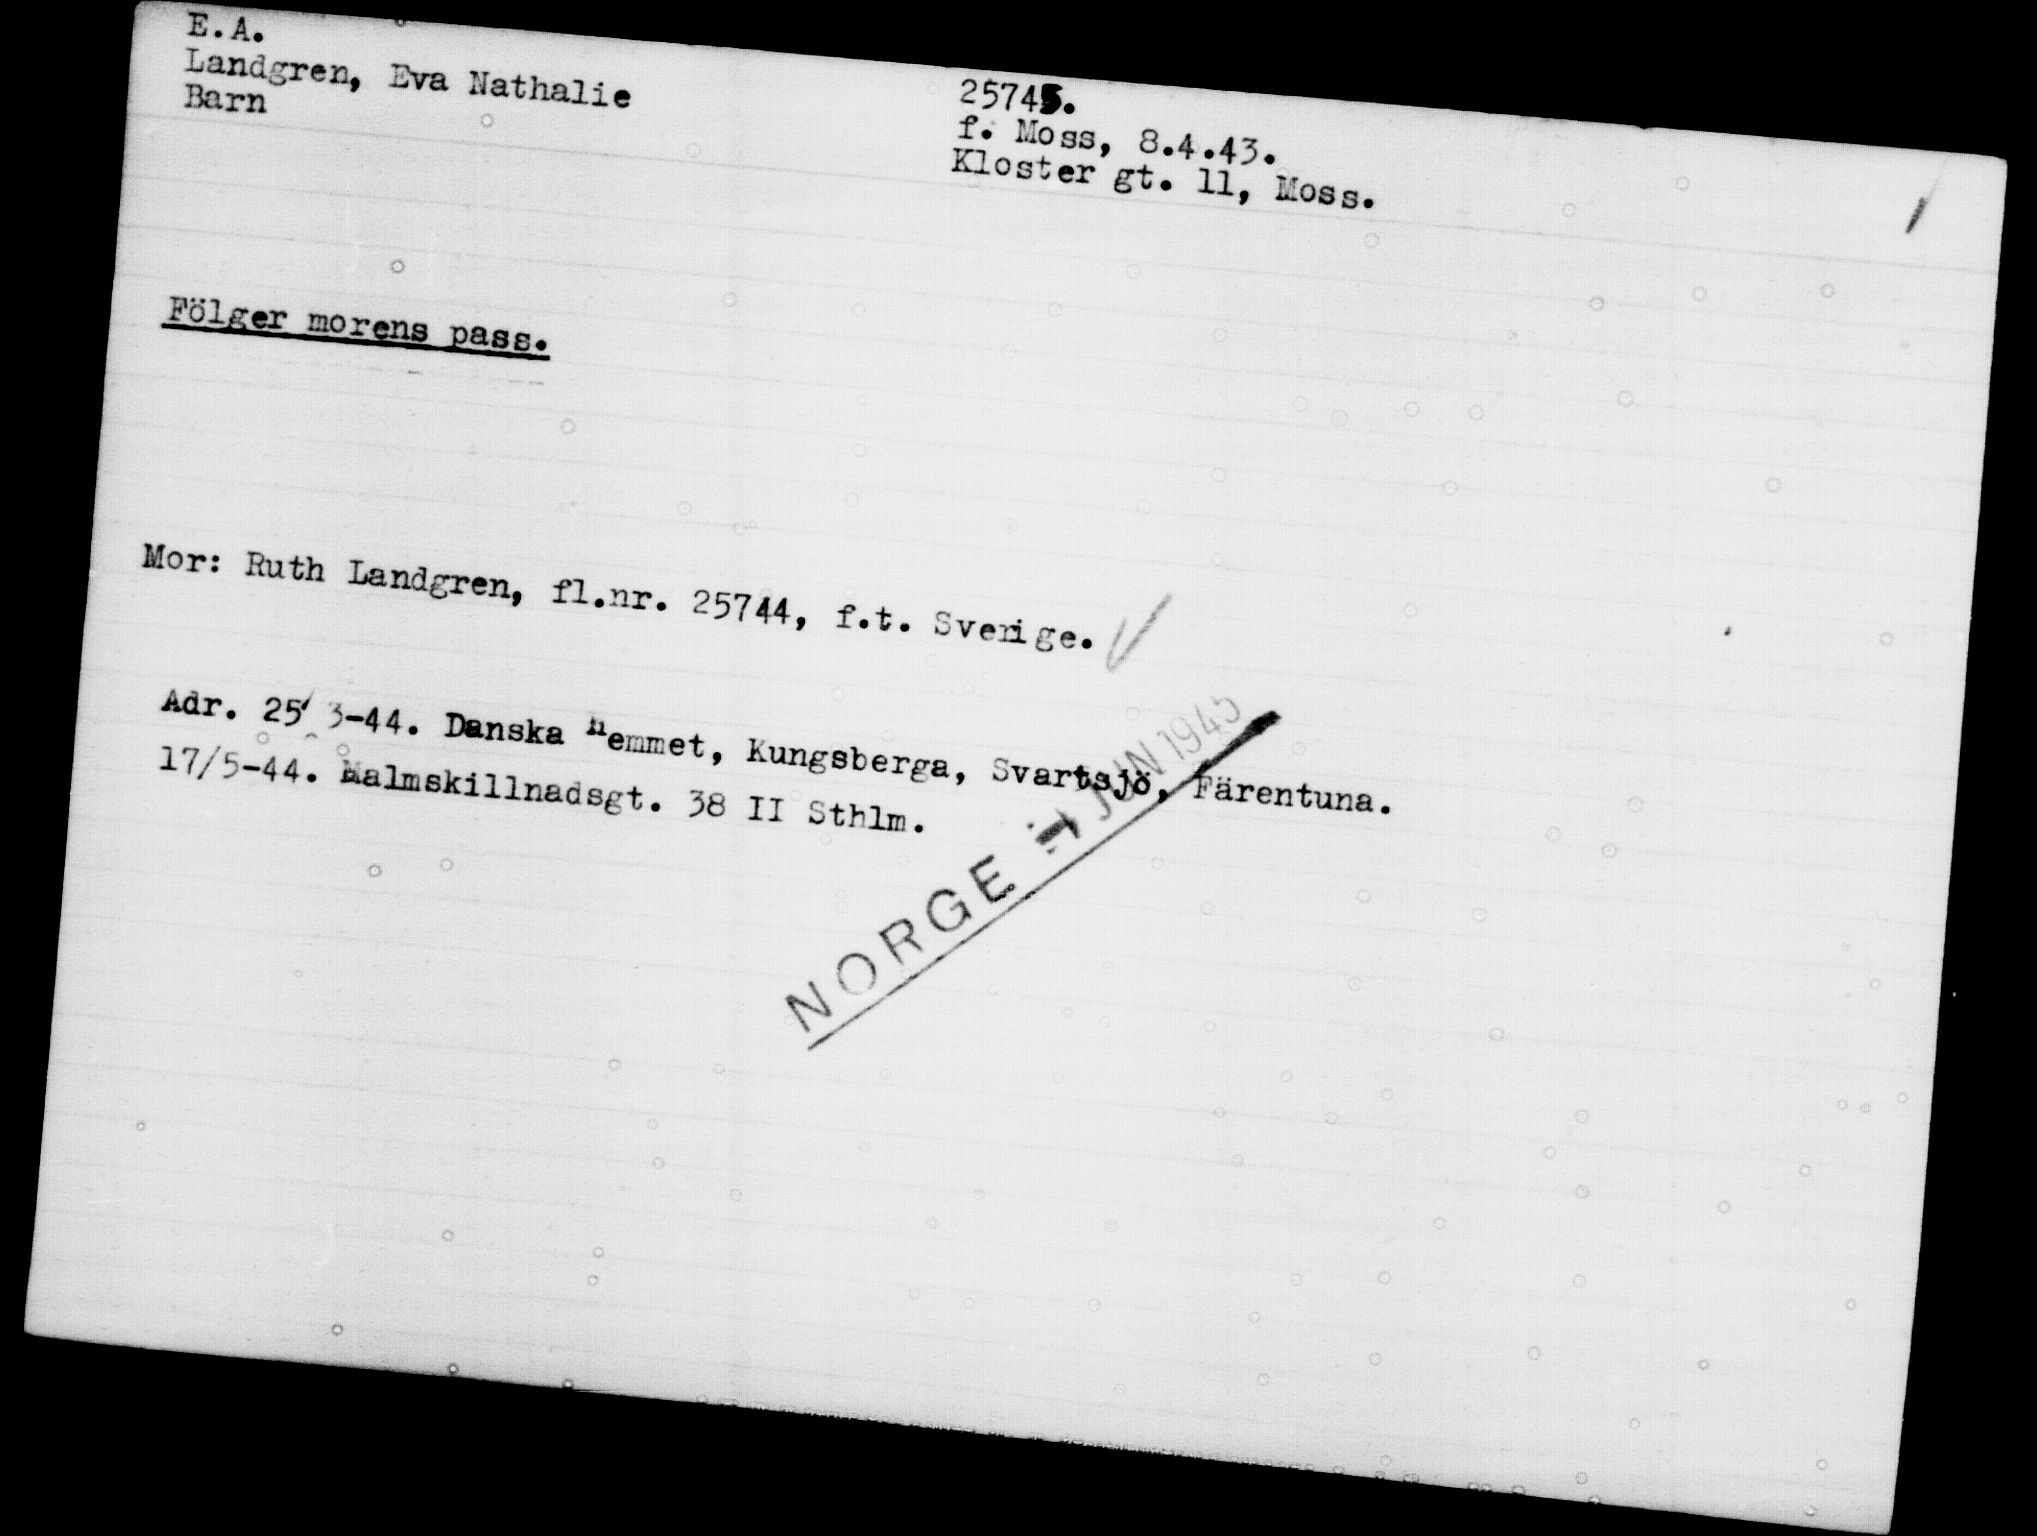 E.A.
Landgren, Eva Nathalie
Barn
25745.
f. Moss, 8.4.43.
Kloster gt. 11, Moss.
Fölger morens pass.
Mor: Ruth Landgren, fl.nr. 25744, f.t. Sverige.
Adr. 25/3-44. Danska Hemmet, Kungsberga, Svartsjö, Färentuna.
17/5-44. Malmskillnadsgt. 38 II Sthlm.
NORGE JUN 1945